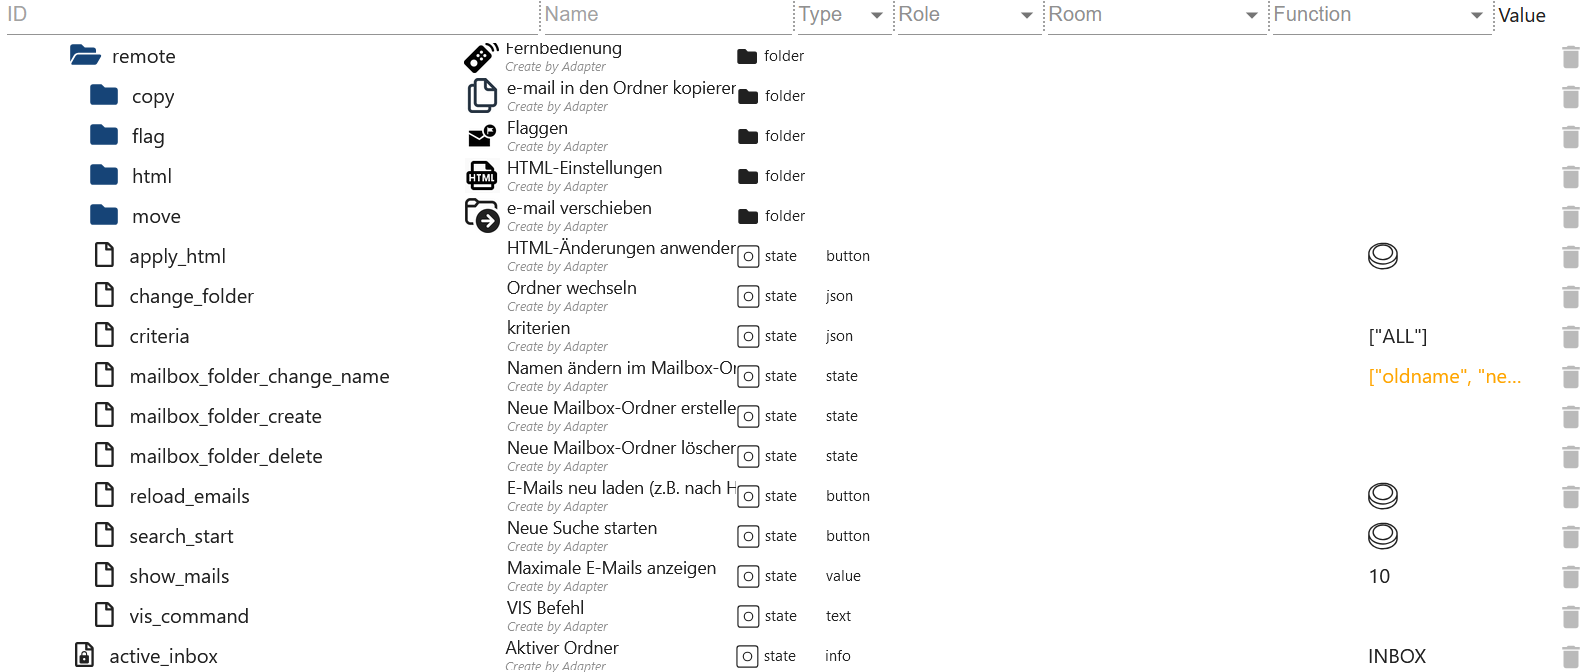 ID Name Type Role Room Function Value
remote Fernbedienung folder
Create by Adapter
copy e-mail in den Ordner kopieren folder
Create by Adapter
flag Flaggen folder
Create by Adapter
html HTML HTML-Einstellungen folder
Create by Adapter
move e-mail verschieben folder
Create by Adapter
apply_html HTML-Änderungen anwenden state button
Create by Adapter
change_folder Ordner wechseln state json
Create by Adapter
criteria kriterien state json ["ALL"]
Create by Adapter
mailbox_folder_change_name Namen ändern im Mailbox-Or state state ["oldname", "ne...
Create by Adapter
mailbox_folder_create Neue Mailbox-Ordner erstelle state state
Create by Adapter
mailbox_folder_delete Neue Mailbox-Ordner löschen state state
Create by Adapter
reload_emails E-Mails neu laden (z.B. nach H state button
Create by Adapter
search_start Neue Suche starten state button
Create by Adapter
show_mails Maximale E-Mails anzeigen state value 10
Create by Adapter
vis_command VIS Befehl state text
Create by Adapter
active_inbox Aktiver Ordner state info INBOX
Create by Adapter